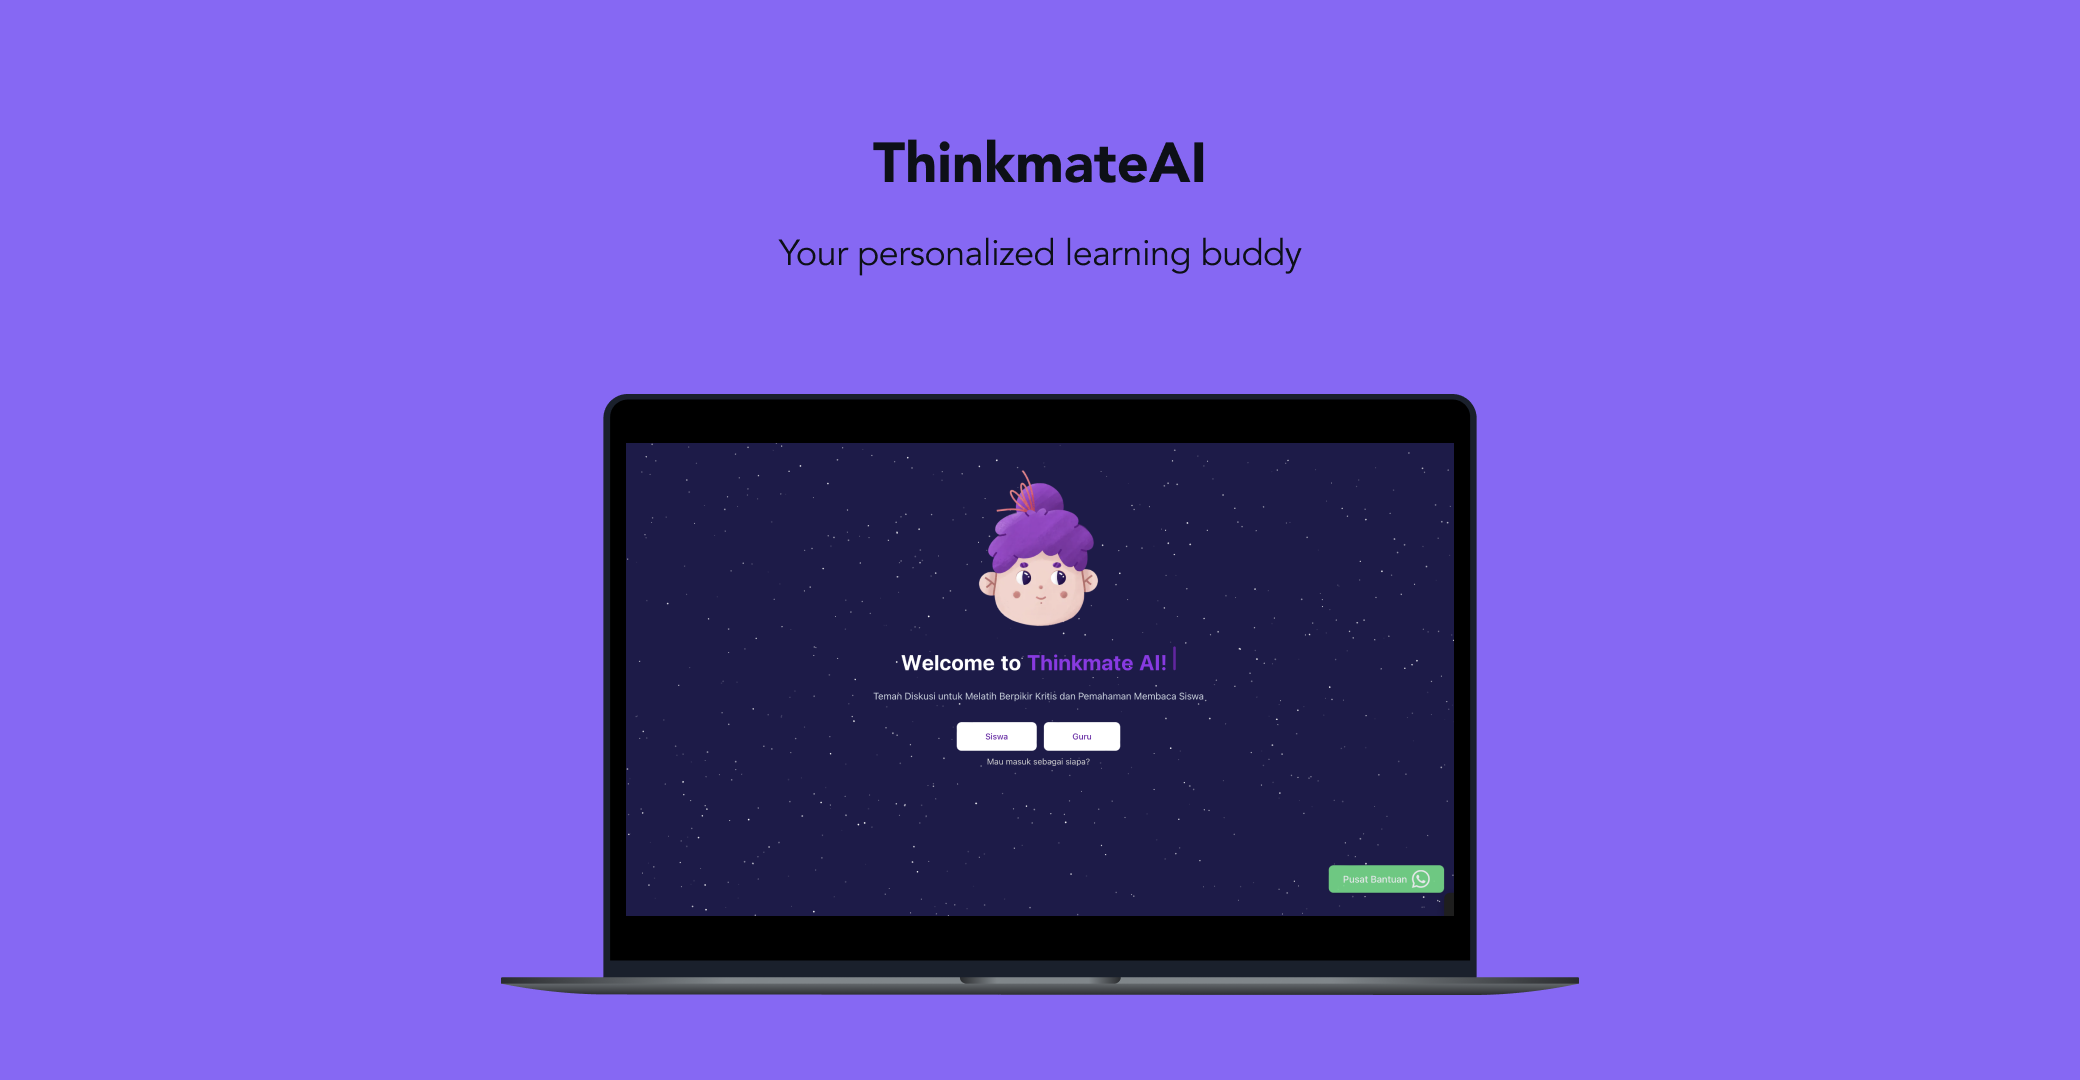 ThinkmateAI
Your personalized learning buddy
Welcome to Thinkmate AI!
Teman Diskusi untuk Melatih Berpikir Kritis dan Pemahaman Membaca Siswa
Siswa
Guru
Mau masuk sebagai siapa?
Pusat Bantuan